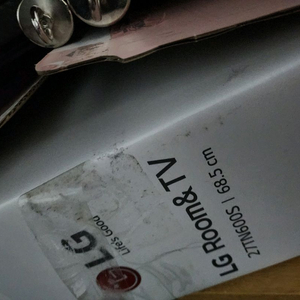 LG Room& TV
27TN600S | 68.5 cm
LG
Life's Good